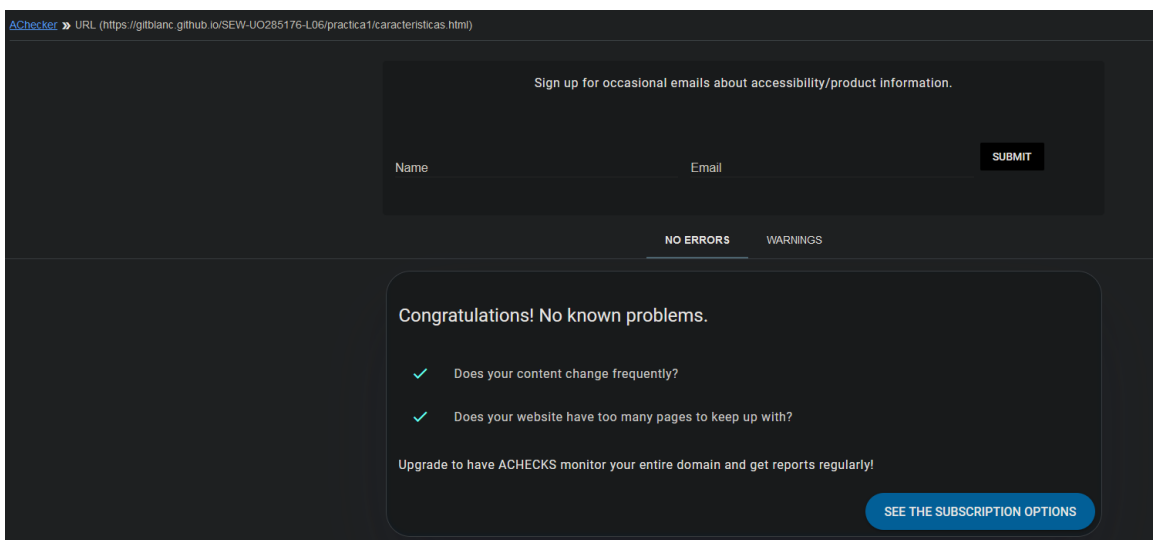 AChecker » URL (https://gitblanc.github.io/SEW-UO285176-L06/practica1/caracteristicas.html)
Sign up for occasional emails about accessibility/product information.
Name Email SUBMIT
NO ERRORS WARNINGS
Congratulations! No known problems.
Does your content change frequently?
Does your website have too many pages to keep up with?
Upgrade to have ACHECKS monitor your entire domain and get reports regularly!
SEE THE SUBSCRIPTION OPTIONS